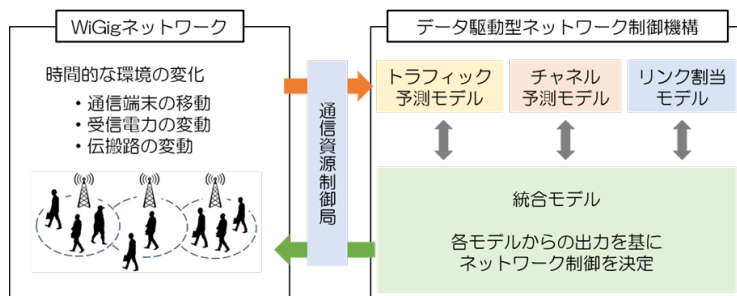 WiGigネットワーク
時間的な環境の変化
・通信端末の移動
・受信電力の変動
・伝搬路の変動
通信資源制御局
データ駆動型ネットワーク制御機構
トラフィック
予測モデル
チャネル
予測モデル
リンク割当
モデル
統合モデル
各モデルからの出力を基に
ネットワーク制御を決定